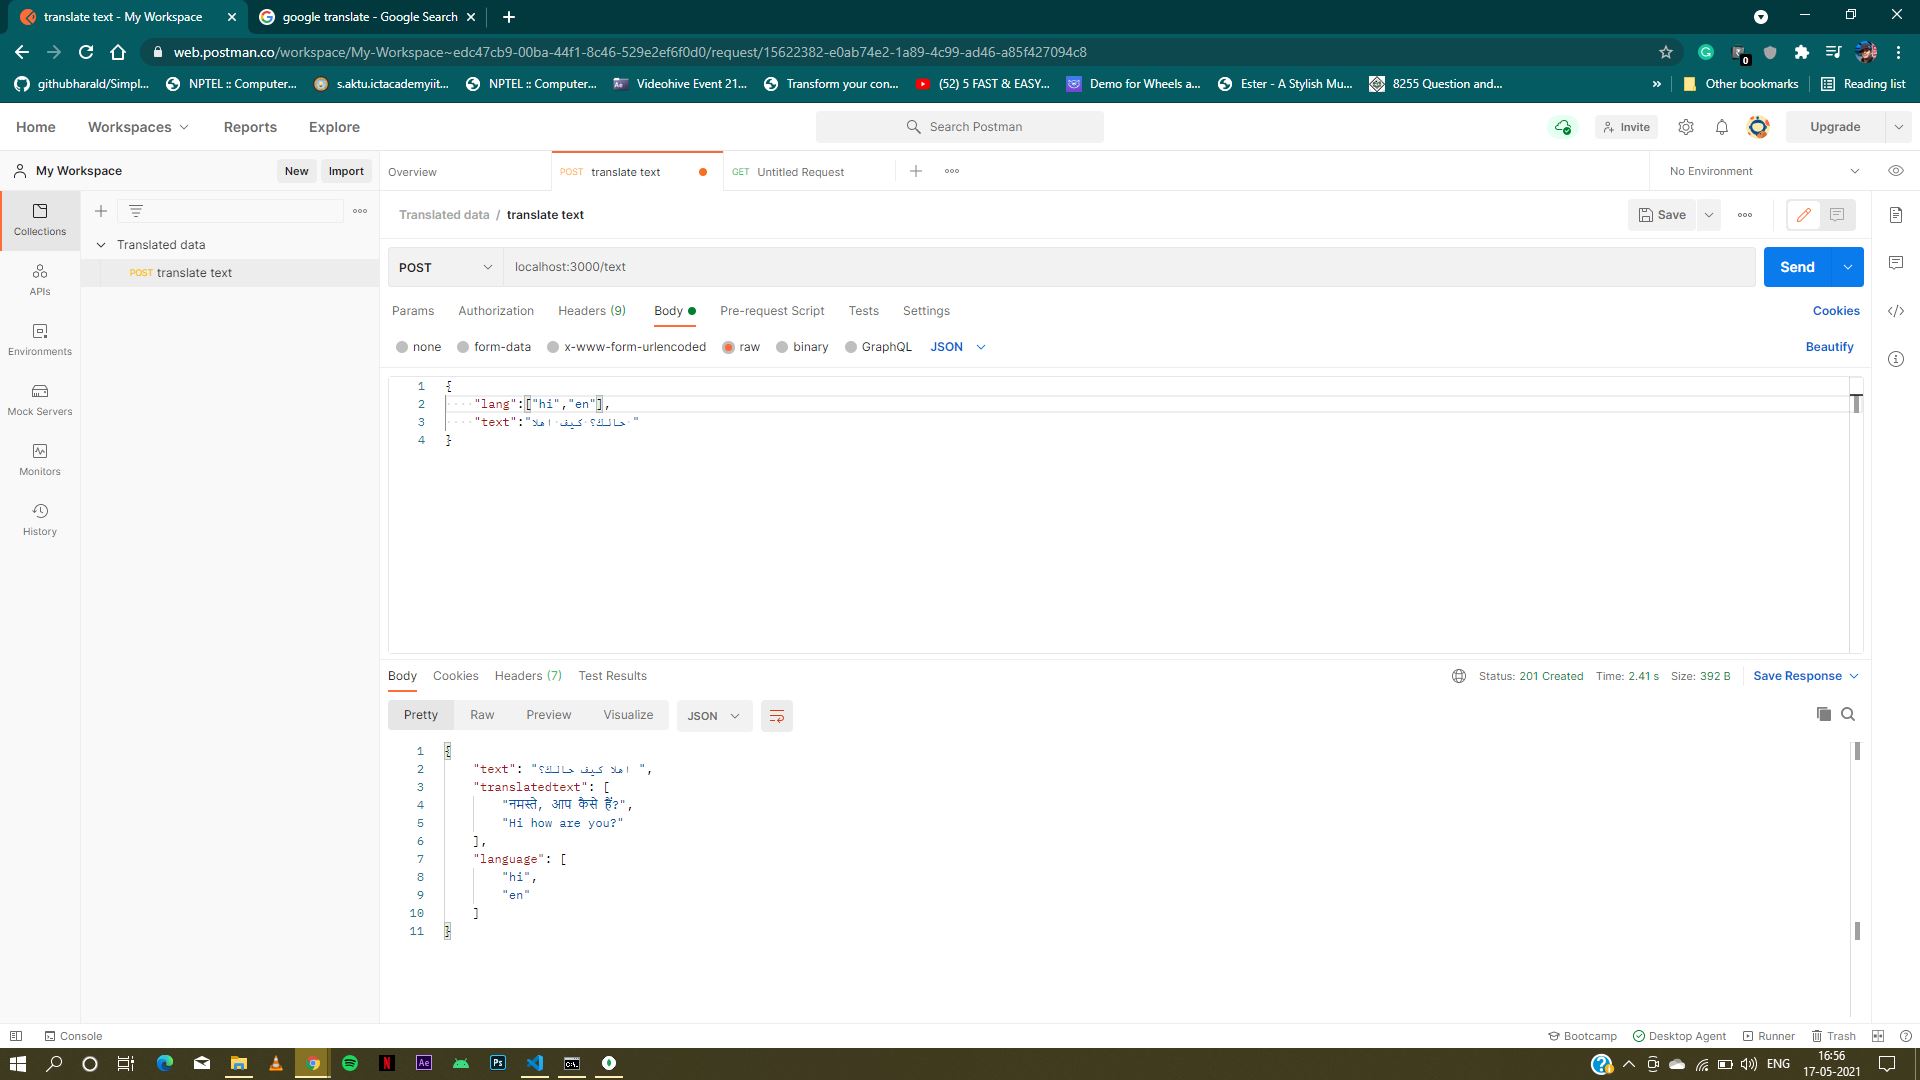 translate text - My Workspace
google translate - Google Search
web.postman.co/workspace/My-Workspace~edc47cb9-00ba-44f1-8c46-529e2ef6f0d0/request/15622382-e0ab74e2-1a89-4c99-ad46-a85f427094c8
0
githubharald/Simpl...
NPTEL :: Computer...
s.aktu.ictacademyiit...
NPTEL :: Computer...
Videohive Event 21...
Transform your con...
(52) 5 FAST & EASY...
Demo for Wheels a...
Ester - A Stylish Mu...
8255 Question and...
»
Other bookmarks
Reading list
Home
Workspaces
Reports
Explore
Search Postman
Invite
Upgrade
My Workspace
New
Import
Overview
POST translate text
GET Untitled Request
No Environment
Collections
APIs
Environments
Mock Servers
Monitors
History
Translated data
POST translate text
Translated data / translate text
Save
POST
localhost:3000/text
Send
Params
Authorization
Headers (9)
Body
Pre-request Script
Tests
Settings
Cookies
none
form-data
x-www-form-urlencoded
raw
binary
GraphQL
JSON
Beautify
1 {
2 "lang":["hi","en"],
3 "text":"اهلا كيف حالك؟ "
4 }
Body
Cookies
Headers (7)
Test Results
Status: 201 Created
Time: 2.41 s
Size: 392 B
Save Response
Pretty
Raw
Preview
Visualize
JSON
1 {
2 "text": "اهلا كيف حالك؟ ",
3 "translatedtext": [
4 "नमस्ते, आप कैसे हैं?",
5 "Hi how are you?"
6 ],
7 "language": [
8 "hi",
9 "en"
10 ]
11 }
Console
Bootcamp
Desktop Agent
Runner
Trash
N
Ae
Ps
ENG
16:56
17-05-2021